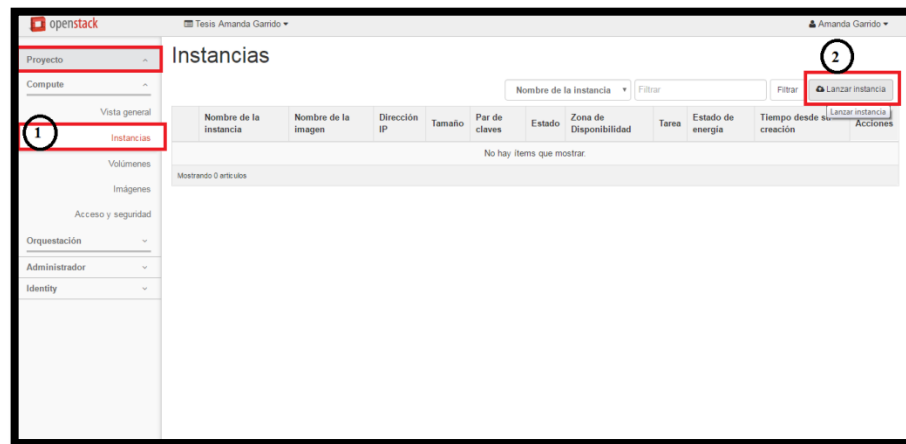 openstack
Tesis Amanda Garrido
Amanda Garrido
Proyecto
Compute
Vista general
1
Instancias
Volúmenes
Imágenes
Acceso y seguridad
Orquestación
Administrador
Identity
Instancias
2
Nombre de la instancia
Filtrar
Filtrar
Lanzar instancia
Lanzar instancia
Nombre de la
instancia
Nombre de la
imagen
Dirección
IP
Tamaño
Par de
claves
Estado
Zona de
Disponibilidad
Tarea
Estado de
energía
Tiempo desde su
creación
Acciones
No hay ítems que mostrar.
Mostrando 0 artículos